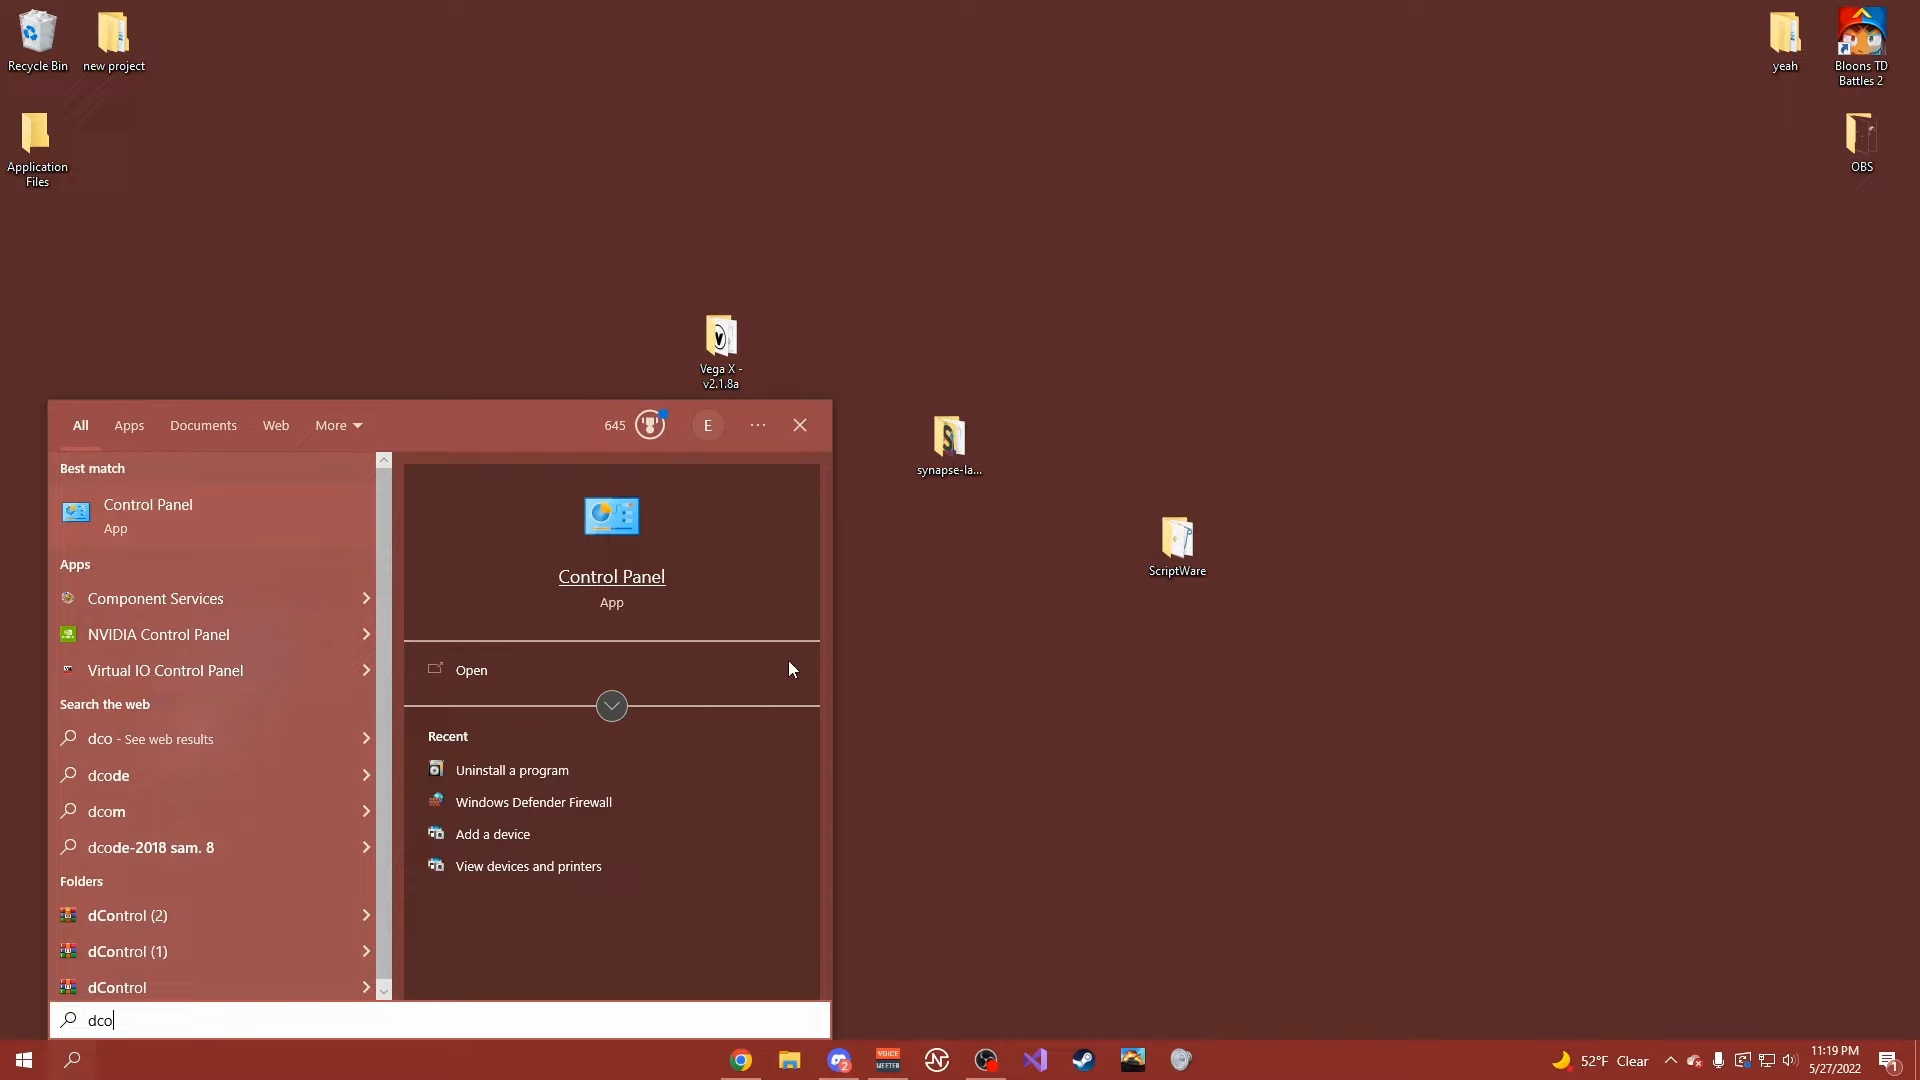 Recycle Bin
new project
yeah
Bloons TD
Battles 2
Application
Files
OBS
Vega X -
v2.1.8a
synapse-la...
ScriptWare
All
Apps
Documents
Web
More
645
E
Best match
Control Panel
App
Apps
Component Services
NVIDIA Control Panel
Virtual IO Control Panel
Search the web
dco - See web results
dcode
dcom
dcode-2018 sam. 8
Folders
dControl (2)
dControl (1)
dControl
Control Panel
App
Open
Recent
Uninstall a program
Windows Defender Firewall
Add a device
View devices and printers
dco
2
VOICE
MEETER
52°F Clear
11:19 PM
5/27/2022
1